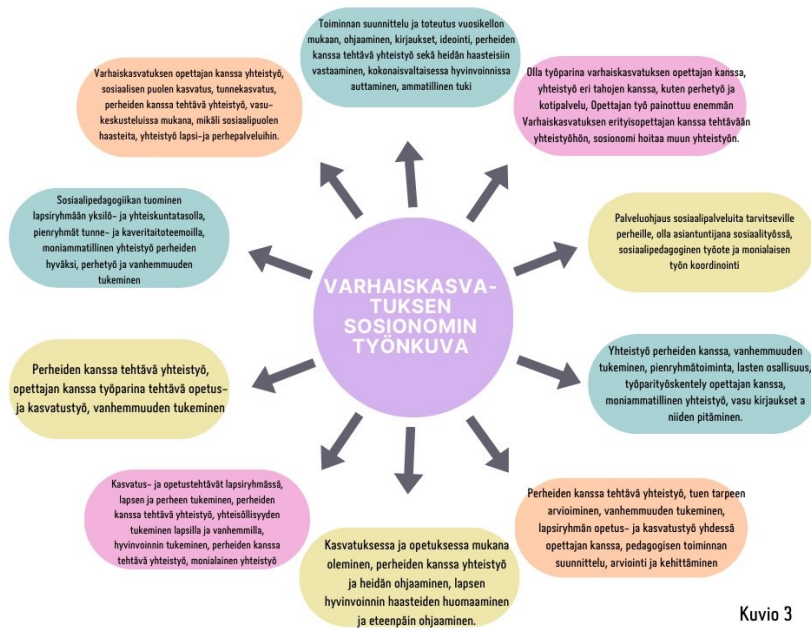 Toiminnan suunnittelu ja toteutus vuosikellon
mukaan, ohjaaminen, kirjaukset, ideointi, perheiden
kanssa tehtävä yhteistyö sekä heidän haasteisiin
vastaaminen, kokonaisvaltaisessa hyvinvoinnissa
auttaminen, ammatillinen tuki
Varhaiskasvatuksen opettajan kanssa yhteistyö,
sosiaalisen puolen kasvatus, tunnekasvatus,
perheiden kanssa tehtävä yhteistyö, vasu-
keskusteluissa mukana, mikäli sosiaalipuolen
haasteita, yhteistyö lapsi-ja perhepalveluihin.
Olla työparina varhaiskasvatuksen opettajan kanssa,
yhteistyö eri tahojen kanssa, kuten perhetyö ja
kotipalvelu, Opettajan työ painottuu enemmän
Varhaiskasvatuksen erityisopettajan kanssa tehtävään
yhteistyöhön, sosionomi hoitaa muun yhteistyön.
Sosiaalipedagogiikan tuominen
lapsiryhmään yksilö- ja yhteiskuntatasolla,
pienryhmät tunne- ja kaveritaitoteemoilla,
moniammatillinen yhteistyö perheiden
hyväksi, perhetyö ja vanhemmuuden
tukeminen
Palveluohjaus sosiaalipalveluita tarvitseville
perheille, olla asiantuntijana sosiaalityössä,
sosiaalipedagoginen työote ja monialaisen
työn koordinointi
VARHAISKASVA-
TUKSEN
SOSIONOMIN
TYÖNKUVA
Perheiden kanssa tehtävä yhteistyö,
opettajan kanssa työparina tehtävä opetus-
ja kasvatustyö, vanhemmuuden tukeminen
Yhteistyö perheiden kanssa, vanhemmuuden
tukeminen, pienryhmätoiminta, lasten osallisuus,
työparityöskentely opettajan kanssa,
moniammatillinen yhteistyö, vasu kirjaukset a
niiden pitäminen.
Kasvatus- ja opetustehtävät lapsiryhmässä,
lapsen ja perheen tukeminen, perheiden
kanssa tehtävä yhteistyö, yhteisöllisyyden
tukeminen lapsilla ja vanhemmilla,
hyvinvoinnin tukeminen, perheiden kanssa
tehtävä yhteistyö, monialainen yhteistyö
Kasvatuksessa ja opetuksessa mukana
oleminen, perheiden kanssa yhteistyö
ja heidän ohjaaminen, lapsen
hyvinvoinnin haasteiden huomaaminen
ja eteenpäin ohjaaminen.
Perheiden kanssa tehtävä yhteistyö, tuen tarpeen
arvioiminen, vanhemmuuden tukeminen,
lapsiryhmän opetus- ja kasvatustyö yhdessä
opettajan kanssa, pedagogisen toiminnan
suunnittelu, arviointi ja kehittäminen
Kuvio 3